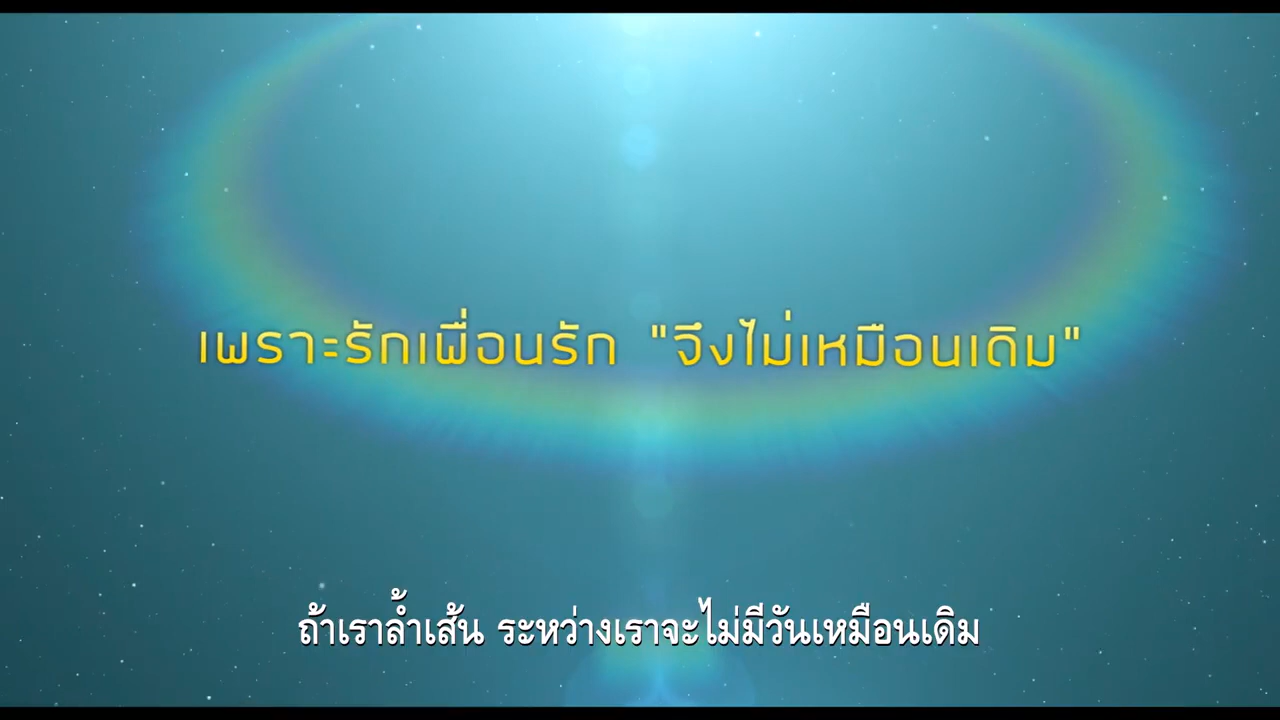 เพราะรักเพื่อนรัก "จึงไม่เหมือนเดิม"
ถ้าเราล้ำเส้น ระหว่างเราจะไม่มีวันเหมือนเดิม